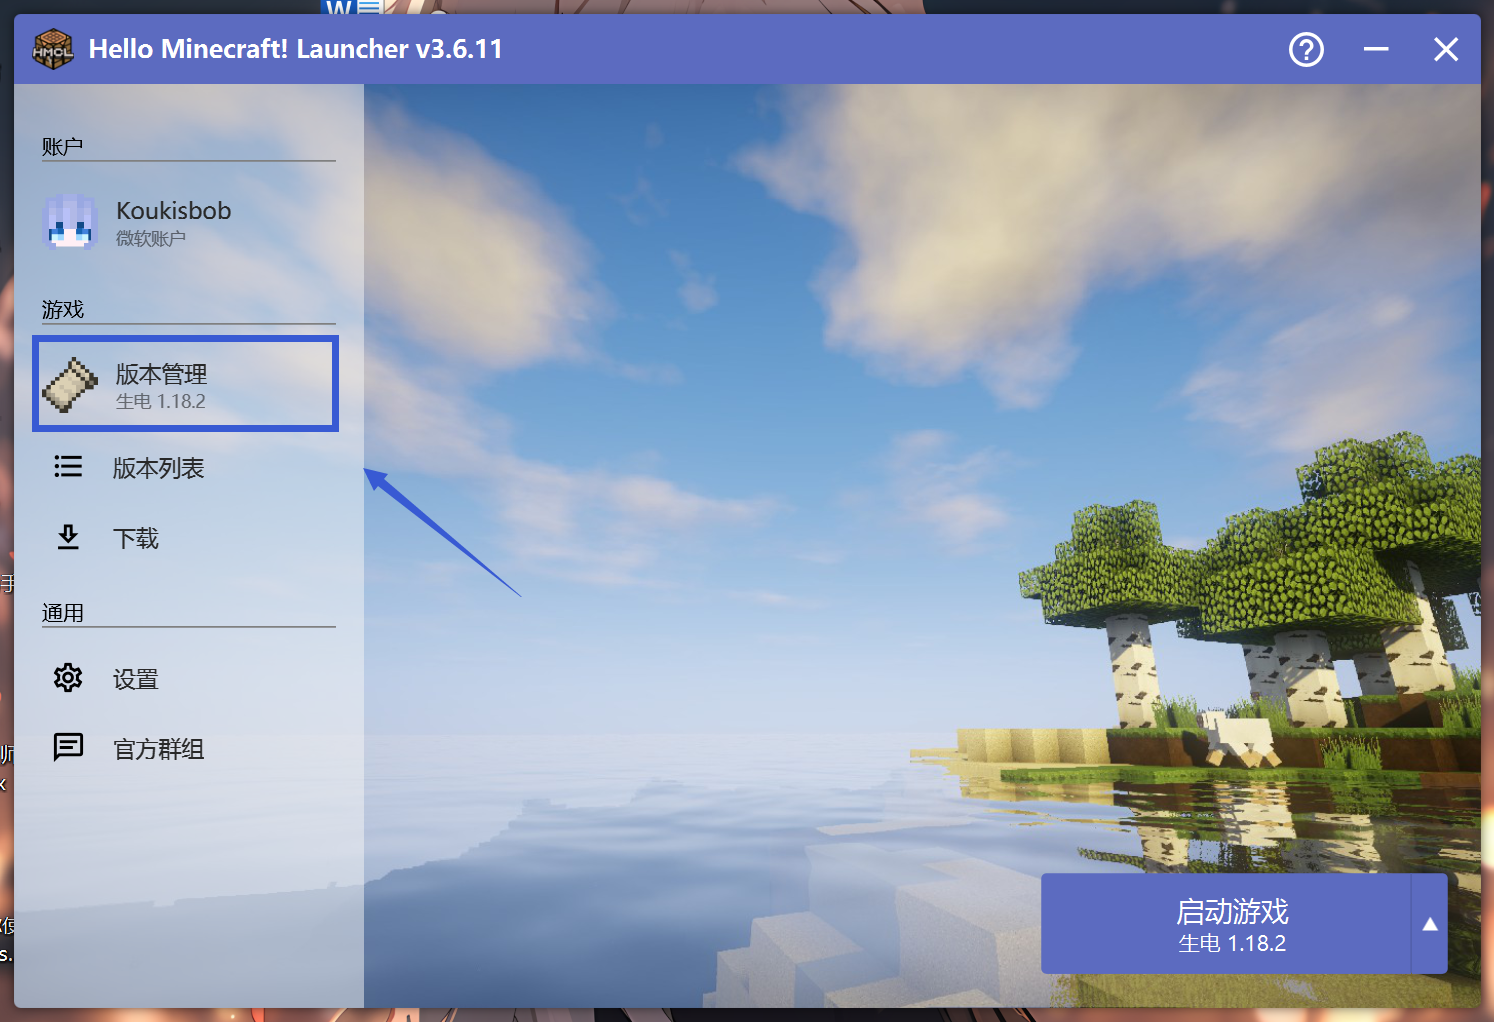 W
HMCL
Hello Minecraft! Launcher v3.6.11
账户
Koukisbob
微软账户
游戏
版本管理
生电 1.18.2
版本列表
下载
通用
设置
官方群组
启动游戏
生电 1.18.2